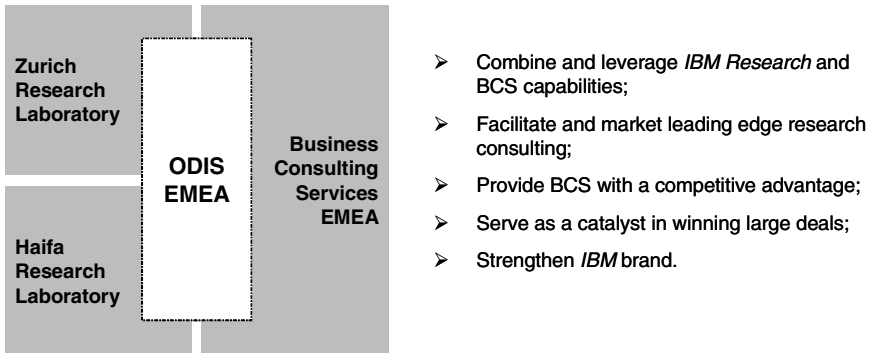 Zurich
Research
Laboratory
Haifa
Research
Laboratory
ODIS
EMEA
Business
Consulting
Services
EMEA
➢ Combine and leverage IBM Research and
BCS capabilities;
➢ Facilitate and market leading edge research
consulting;
➢ Provide BCS with a competitive advantage;
➢ Serve as a catalyst in winning large deals;
➢ Strengthen IBM brand.